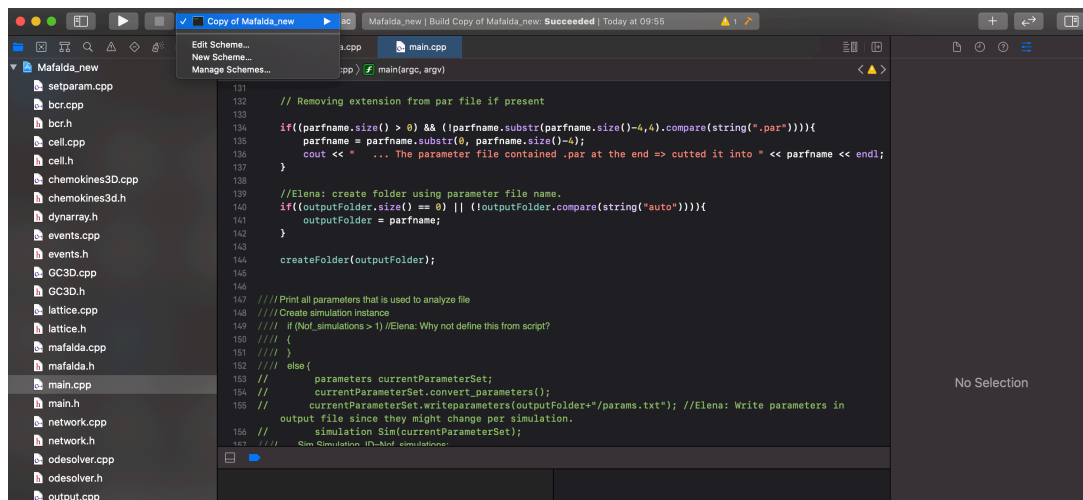 ✓ Copy of Mafalda_new
ac
Mafalda_new | Build Copy of Mafalda_new: Succeeded | Today at 09:55
1
Edit Scheme...
New Scheme...
Manage Schemes...
a.cpp
main.cpp
cpp 〉 main(argc, argv)
Mafalda_new
setparam.cpp
bcr.cpp
bcr.h
cell.cpp
cell.h
chemokines3D.cpp
chemokines3d.h
dynarray.h
events.cpp
events.h
GC3D.cpp
GC3D.h
lattice.cpp
lattice.h
mafalda.cpp
mafalda.h
main.cpp
main.h
network.cpp
network.h
odesolver.cpp
odesolver.h
output.cpp
131
132 // Removing extension from par file if present
133
134 if((parfname.size() > 0) && (!parfname.substr(parfname.size()-4,4).compare(string(".par")))){
135 parfname = parfname.substr(0, parfname.size()-4);
136 cout << " ... The parameter file contained .par at the end => cutted it into " << parfname << endl;
137 }
138
139 //Elena: create folder using parameter file name.
140 if((outputFolder.size() == 0) || (!outputFolder.compare(string("auto")))){
141 outputFolder = parfname;
142 }
143
144 createFolder(outputFolder);
145
146
147 //// Print all parameters that is used to analyze file
148 //// Create simulation instance
149 //// if (Nof_simulations > 1) //Elena: Why not define this from script?
150 //// {
151 //// }
152 //// else {
153 // parameters currentParameterSet;
154 // currentParameterSet.convert_parameters();
155 // currentParameterSet.writeparameters(outputFolder+"/params.txt"); //Elena: Write parameters in
output file since they might change per simulation.
156 // simulation Sim(currentParameterSet);
157 //// Sim.Simulation_ID=Nof_simulations;
No Selection